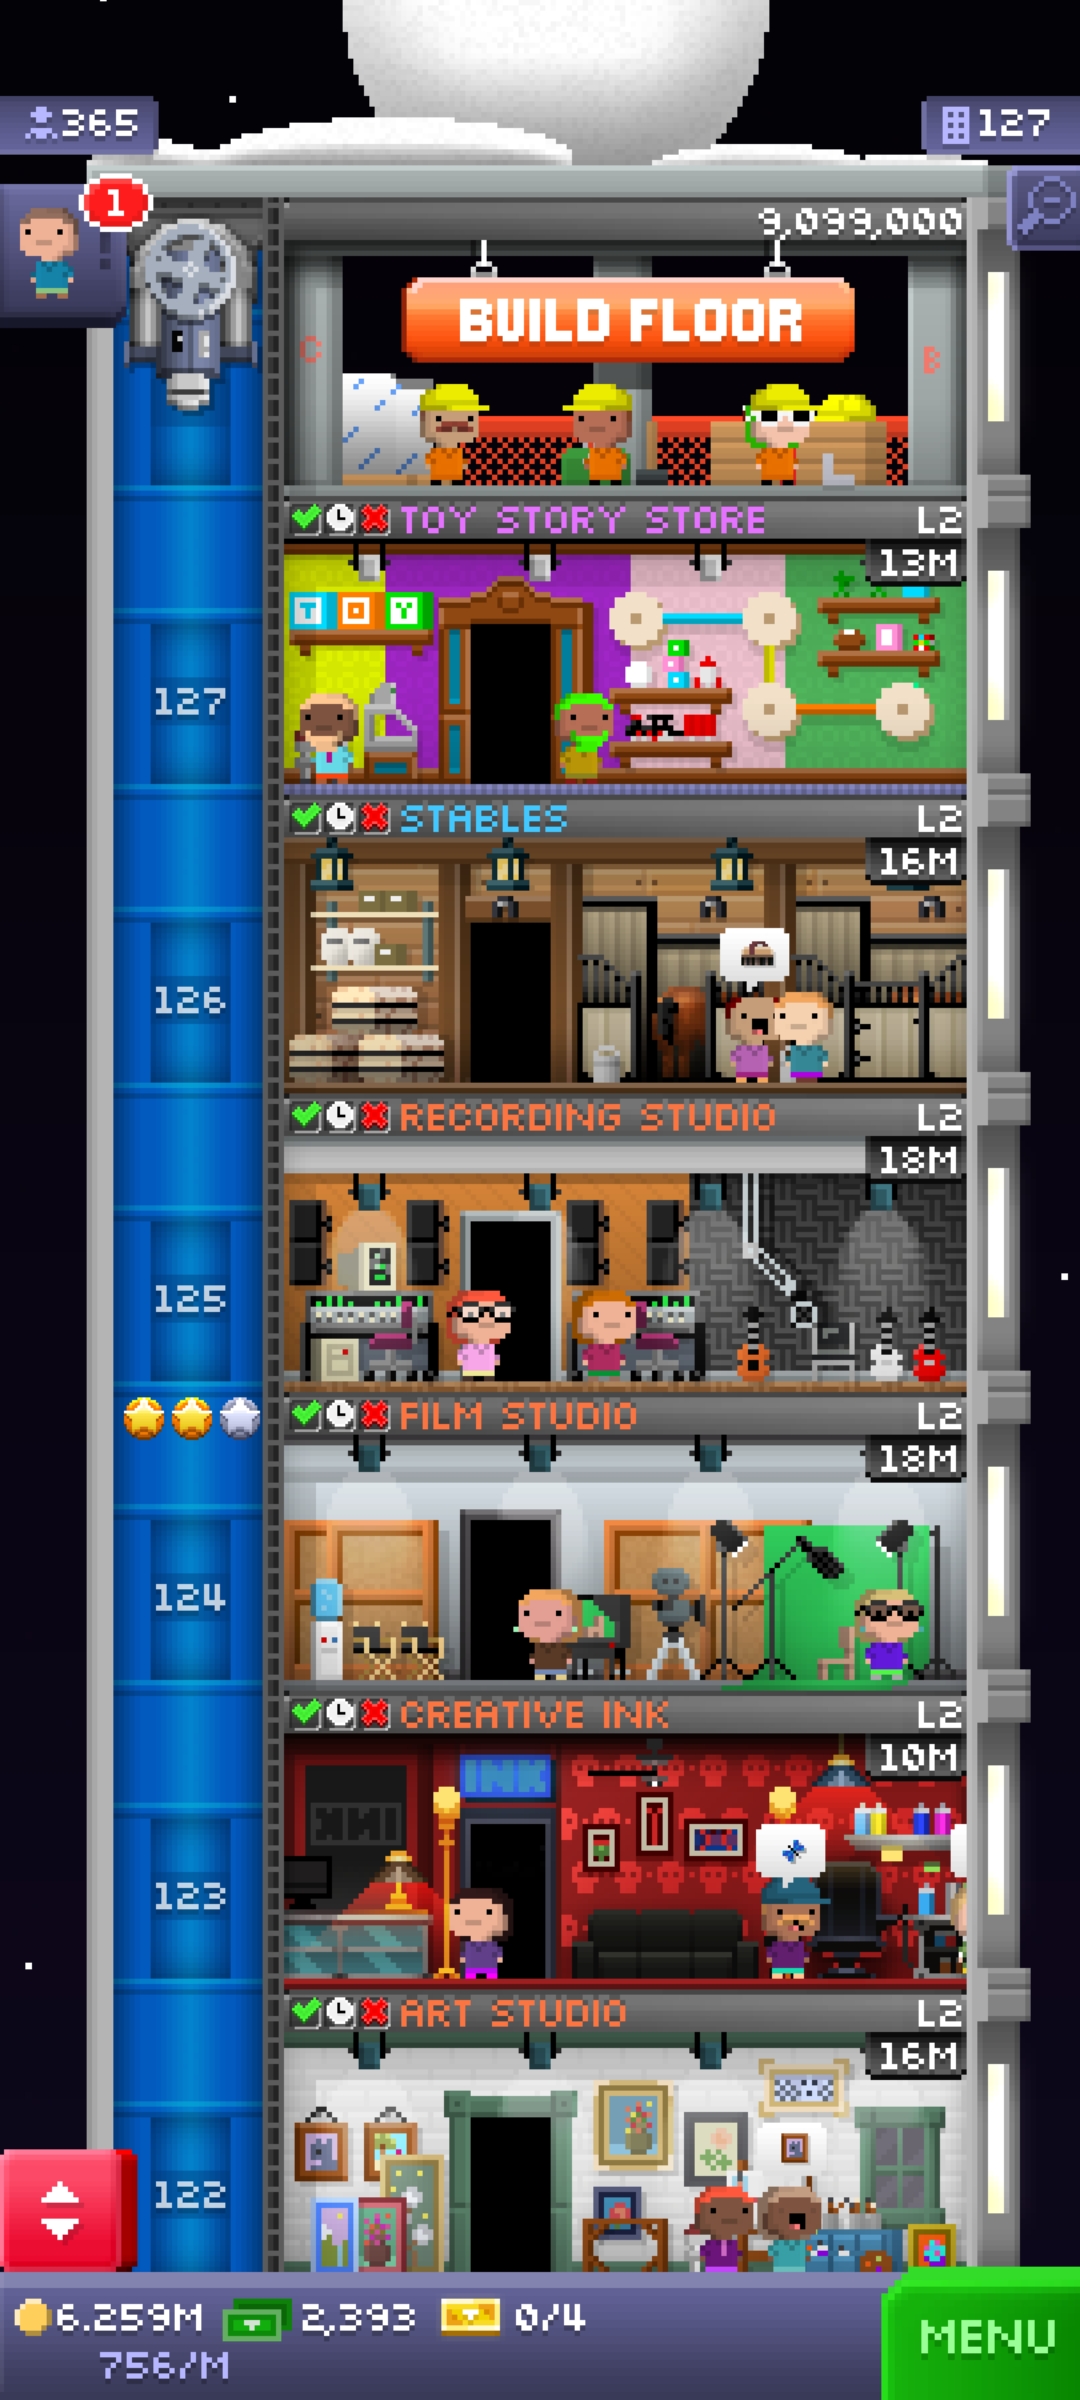 365
127
1
9,099,000
BUILD FLOOR
C
B
TOY STORY STORE L2
13M
T O Y
127
STABLES L2
16M
126
RECORDING STUDIO L2
18M
125
FILM STUDIO L2
18M
124
CREATIVE INK L2
10M
INK
123
ART STUDIO L2
16M
122
6.259M 2,393 0/4
756/M
MENU